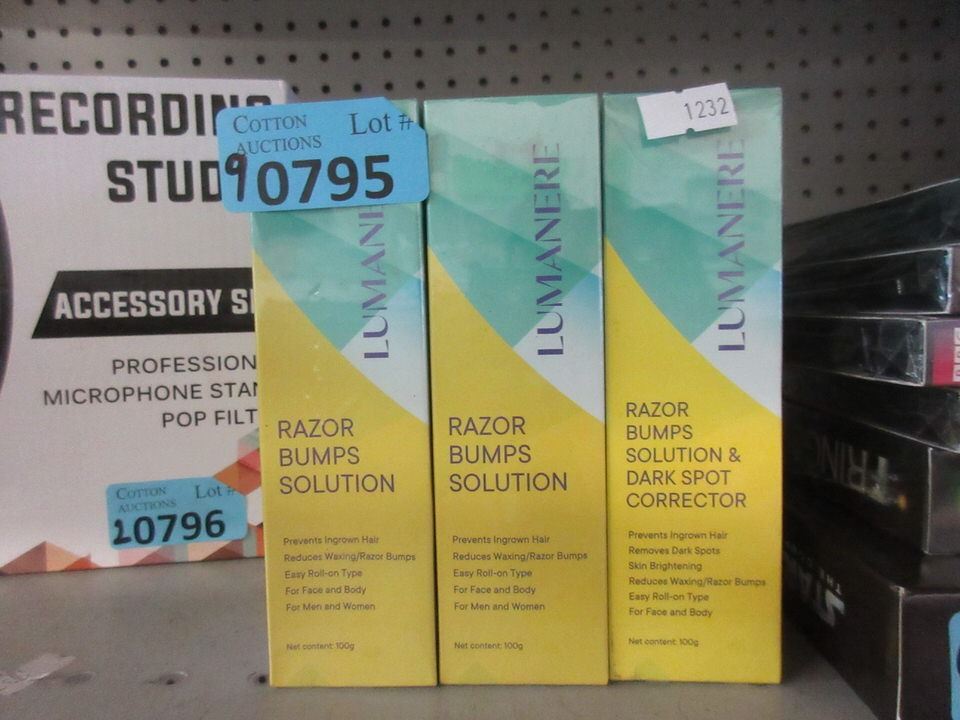 RECORDING
STUD
ACCESSORY S
PROFESSION
MICROPHONE STAN
POP FILT
COTTON
AUCTIONS
Lot #
10796
COTTON
AUCTIONS
Lot #
90795
LUMANERE
RAZOR
BUMPS
SOLUTION
Prevents Ingrown Hair
Reduces Waxing/Razor Bumps
Easy Roll-on Type
For Face and Body
For Men and Women
Net content: 100g
LUMANERE
RAZOR
BUMPS
SOLUTION
Prevents Ingrown Hair
Reduces Waxing/Razor Bumps
Easy Roll-on Type
For Face and Body
For Men and Women
Net content: 100g
1232
LUMANERE
RAZOR
BUMPS
SOLUTION &
DARK SPOT
CORRECTOR
Prevents Ingrown Hair
Removes Dark Spots
Skin Brightening
Reduces Waxing/Razor Bumps
Easy Roll-on Type
For Face and Body
Net content: 100g
FRING
STA